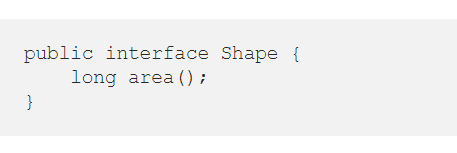 public interface Shape {
    long area();
}